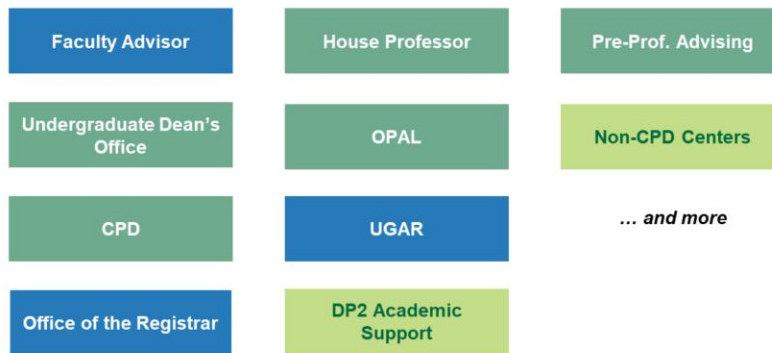 Faculty Advisor
House Professor
Pre-Prof. Advising
Undergraduate Dean's
Office
OPAL
Non-CPD Centers
CPD
UGAR
... and more
Office of the Registrar
DP2 Academic
Support